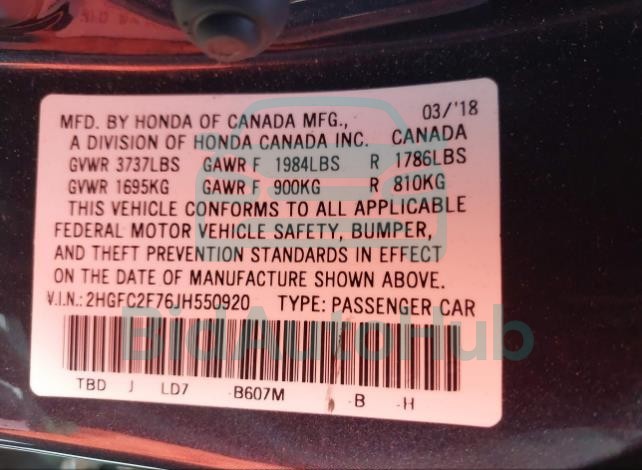 MFD. BY HONDA OF CANADA MFG., 03/'18
A DIVISION OF HONDA CANADA INC. CANADA
GVWR 3737LBS GAWR F 1984LBS R 1786LBS
GVWR 1695KG GAWR F 900KG R 810KG
THIS VEHICLE CONFORMS TO ALL APPLICABLE
FEDERAL MOTOR VEHICLE SAFETY, BUMPER,
AND THEFT PREVENTION STANDARDS IN EFFECT
ON THE DATE OF MANUFACTURE SHOWN ABOVE.
V.I.N.: 2HGFC2F76JH550920 TYPE: PASSENGER CAR
BidAutoHub
TBD J LD7 -B607M -B -H